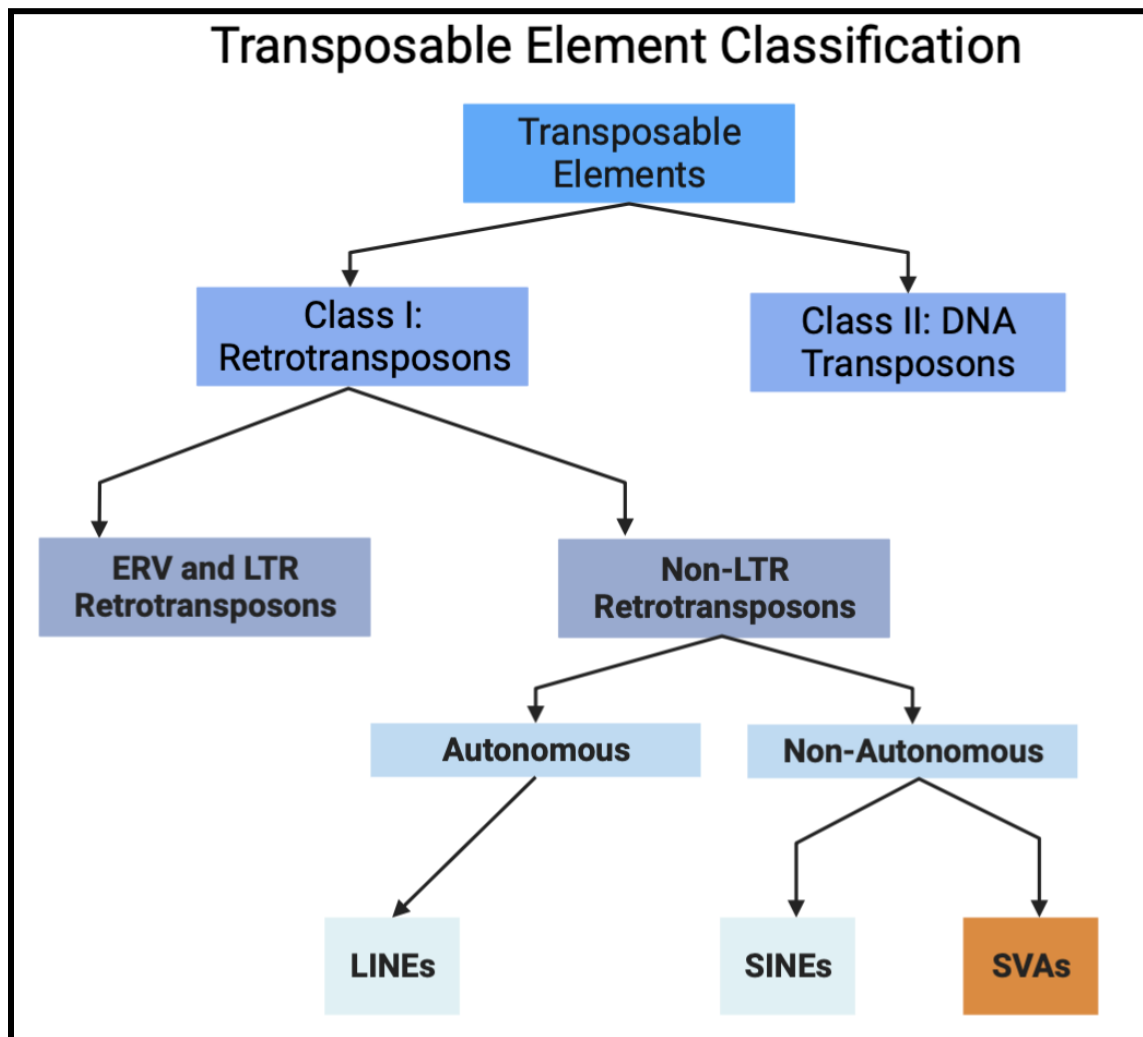 Transposable Element Classification
Transposable
Elements
Class I:
Retrotransposons
Class II: DNA
Transposons
ERV and LTR
Retrotransposons
Non-LTR
Retrotransposons
Autonomous
Non-Autonomous
LINEs
SINEs
SVAs